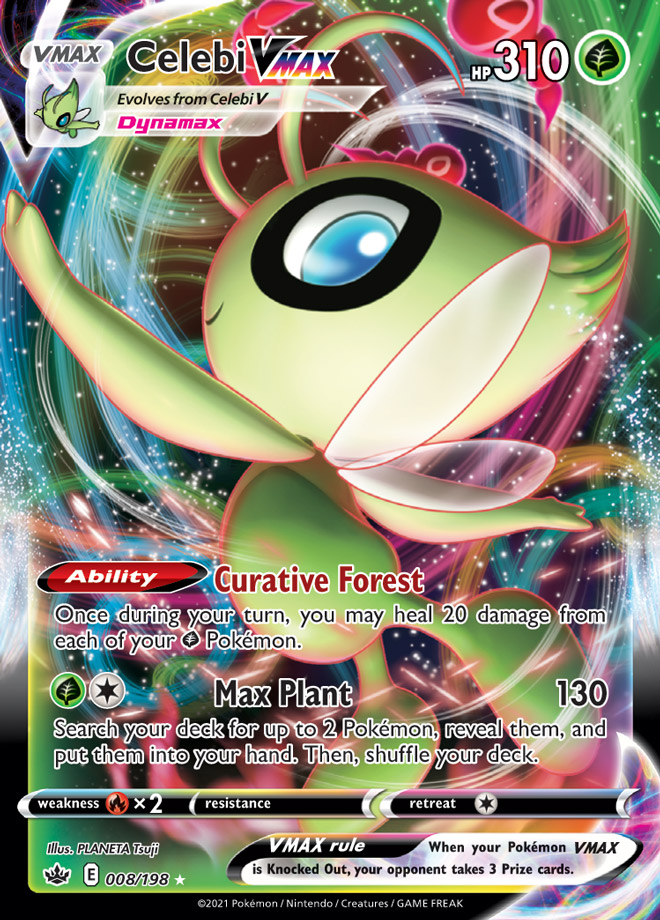 VMAX Celebi VMAX HP 310
Evolves from Celebi V
Dynamax
Ability Curative Forest
Once during your turn, you may heal 20 damage from
each of your Pokémon.
Max Plant 130
Search your deck for up to 2 Pokémon, reveal them, and
put them into your hand. Then, shuffle your deck.
weakness ×2 resistance retreat
Illus. PLANETA Tsuji
VMAX rule When your Pokémon VMAX
is Knocked Out, your opponent takes 3 Prize cards.
E 008/198
©2021 Pokémon / Nintendo / Creatures / GAME FREAK